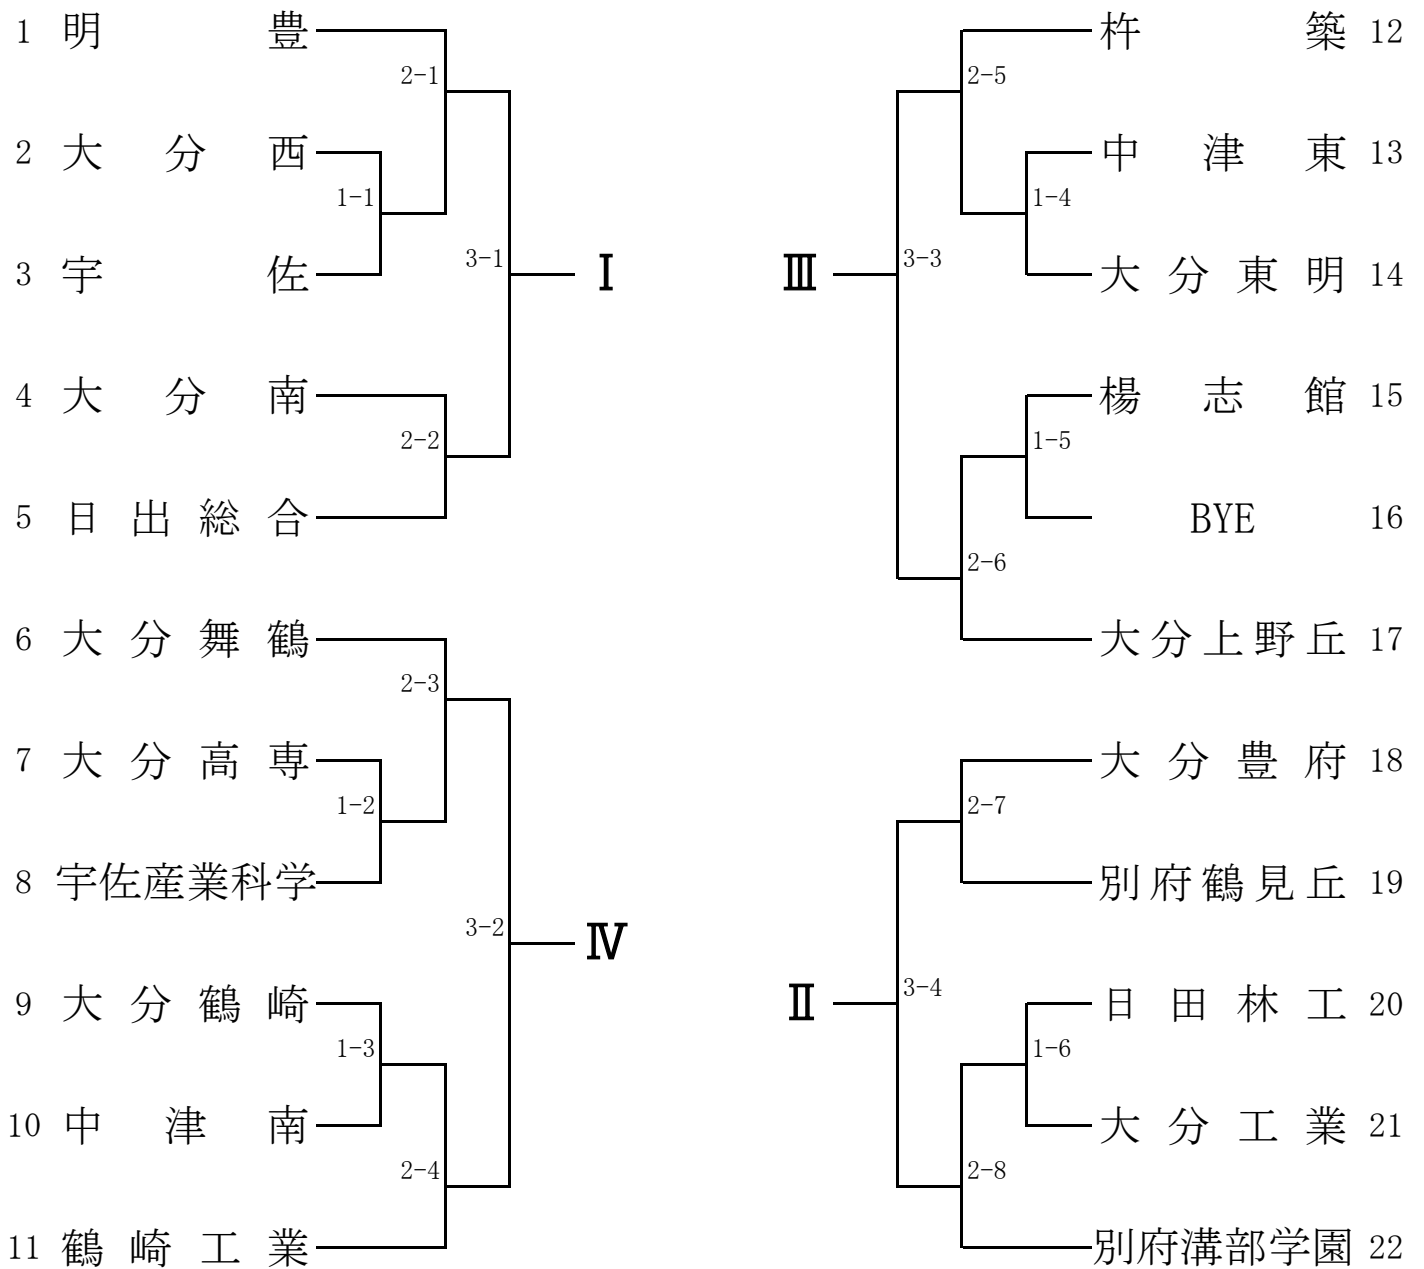 1 明豊
2-1
2 大分西
1-1
3 宇佐
3-1
Ⅰ
4 大分南
2-2
5 日出総合
6 大分舞鶴
2-3
7 大分高専
1-2
8 宇佐産業科学
3-2
Ⅳ
9 大分鶴崎
1-3
10 中津南
2-4
11 鶴崎工業
杵築 12
2-5
中津東 13
1-4
Ⅲ
3-3
大分東明 14
楊志館 15
1-5
BYE 16
2-6
大分上野丘 17
大分豊府 18
2-7
別府鶴見丘 19
Ⅱ
3-4
日田林工 20
1-6
大分工業 21
2-8
別府溝部学園 22